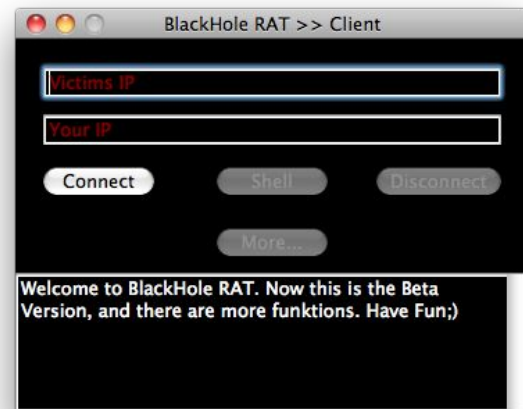 BlackHole RAT >> Client
Victims IP
Your IP
Connect
Shell
Disconnect
More...
Welcome to BlackHole RAT. Now this is the Beta
Version, and there are more funktions. Have Fun;)